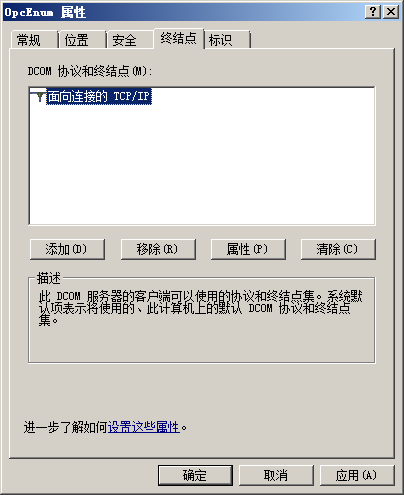 OpcEnum 属性
常规 位置 安全 终结点 标识
DCOM 协议和终结点(M):
面向连接的 TCP/IP
添加(D) 移除(R) 属性(P) 清除(C)
描述
此 DCOM 服务器的客户端可以使用的协议和终结点集。系统默
认项表示将使用的、此计算机上的默认 DCOM 协议和终结点
集。
进一步了解如何设置这些属性。
确定 取消 应用(A)